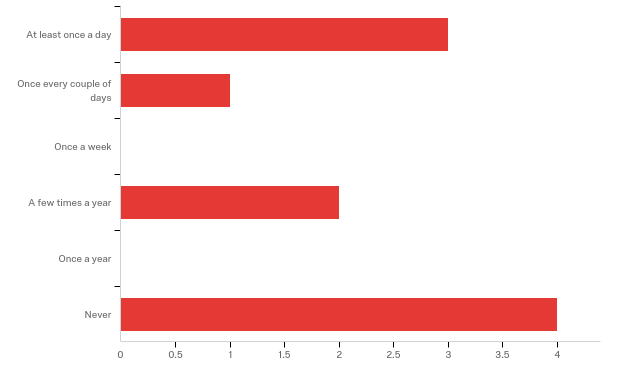 At least once a day
Once every couple of
days
Once a week
A few times a year
Once a year
Never
0 0.5 1 1.5 2 2.5 3 3.5 4